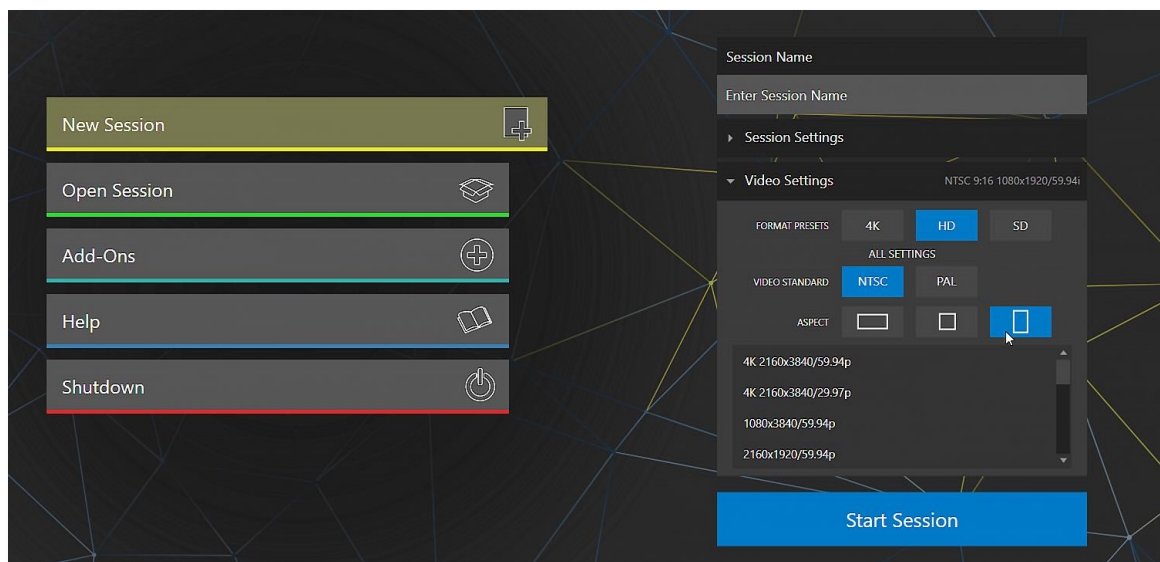 New Session
Open Session
Add-Ons
Help
Shutdown
Session Name
Enter Session Name
Session Settings
Video Settings NTSC 9:16 1080x1920/59.94i
FORMAT PRESETS 4K HD SD
ALL SETTINGS
VIDEO STANDARD NTSC PAL
ASPECT
4K 2160x3840/59.94p
4K 2160x3840/29.97p
1080x3840/59.94p
2160x1920/59.94p
Start Session